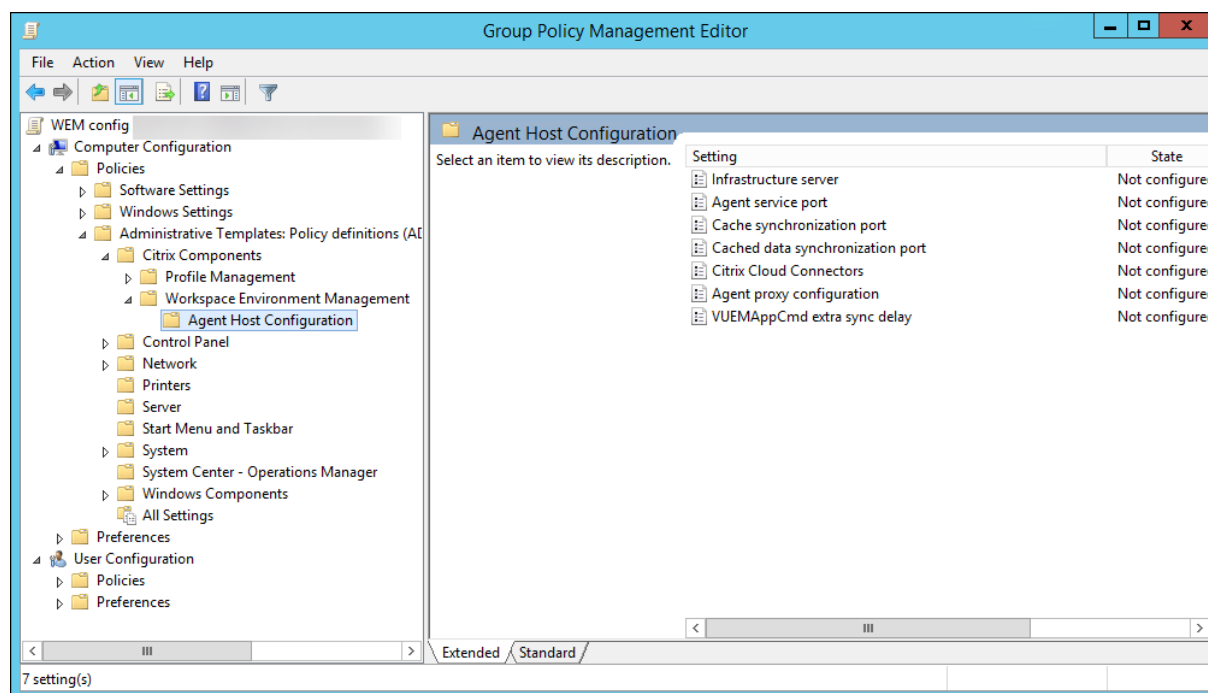 Group Policy Management Editor
File Action View Help
WEM config
Computer Configuration
Policies
Software Settings
Windows Settings
Administrative Templates: Policy definitions (AD
Citrix Components
Profile Management
Workspace Environment Management
Agent Host Configuration
Control Panel
Network
Printers
Server
Start Menu and Taskbar
System
System Center - Operations Manager
Windows Components
All Settings
Preferences
User Configuration
Policies
Preferences
Agent Host Configuration
Select an item to view its description.
Setting State
Infrastructure server Not configure
Agent service port Not configure
Cache synchronization port Not configure
Cached data synchronization port Not configure
Citrix Cloud Connectors Not configure
Agent proxy configuration Not configure
VUEMAppCmd extra sync delay Not configure
Extended Standard
7 setting(s)